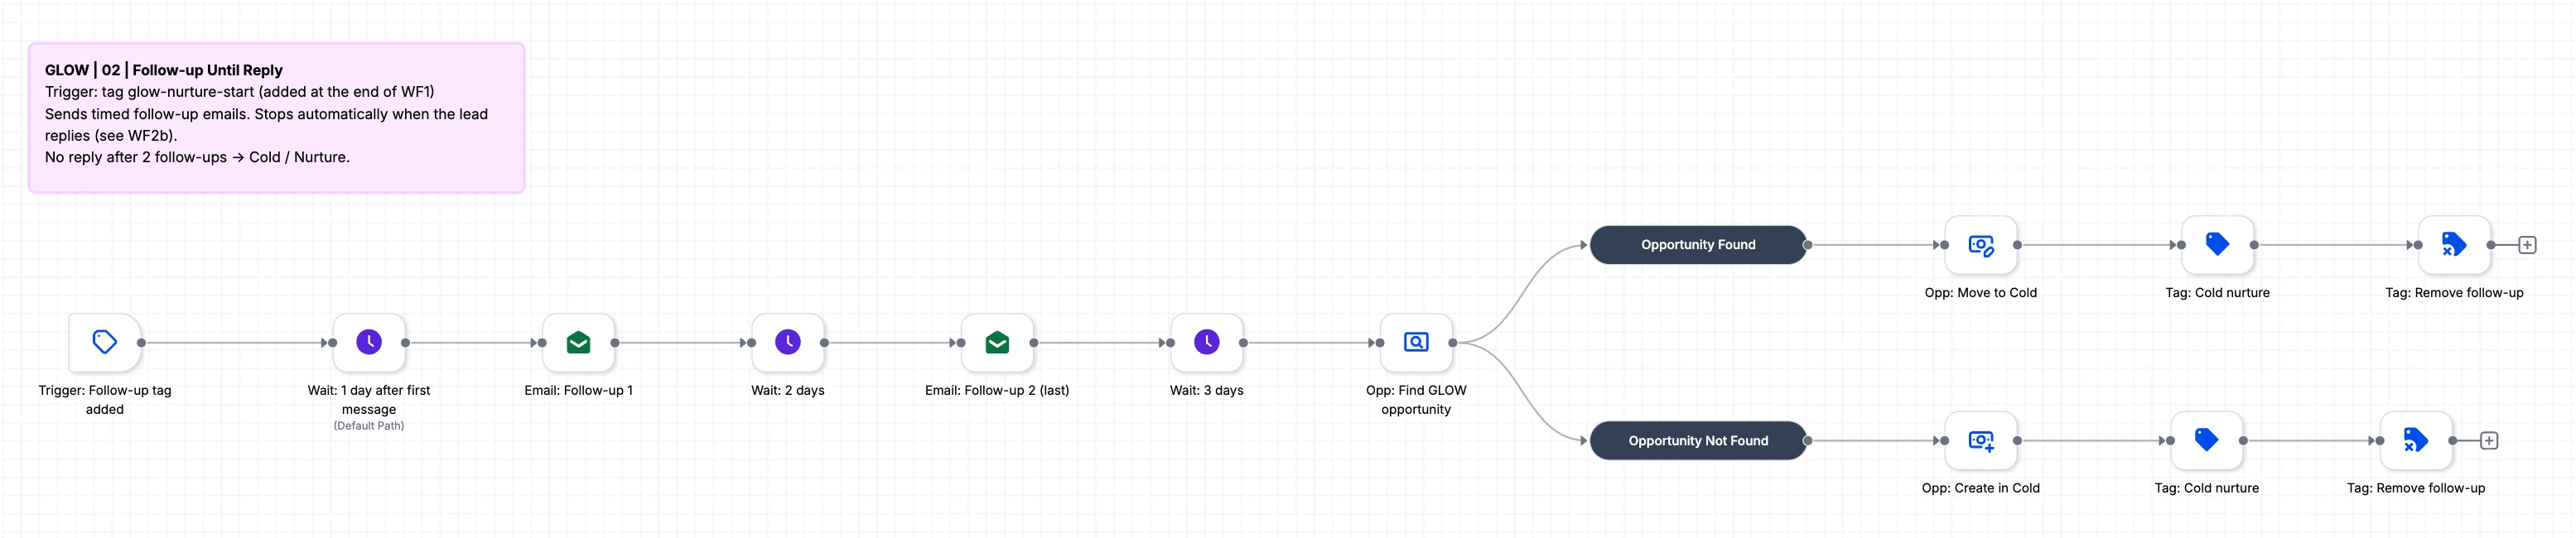 GLOW | 02 | Follow-up Until Reply
Trigger: tag glow-nurture-start (added at the end of WF1)
Sends timed follow-up emails. Stops automatically when the lead
replies (see WF2b).
No reply after 2 follow-ups → Cold / Nurture.
Opportunity Found
Opp: Move to Cold
Tag: Cold nurture
Tag: Remove follow-up
Trigger: Follow-up tag
added
Wait: 1 day after first
message
(Default Path)
Email: Follow-up 1
Wait: 2 days
Email: Follow-up 2 (last)
Wait: 3 days
Opp: Find GLOW
opportunity
Opportunity Not Found
Opp: Create in Cold
Tag: Cold nurture
Tag: Remove follow-up